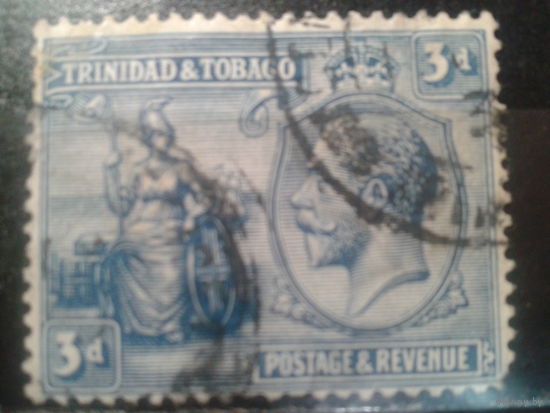 TRINIDAD & TOBAGO
3d
3d
POSTAGE & REVENUE